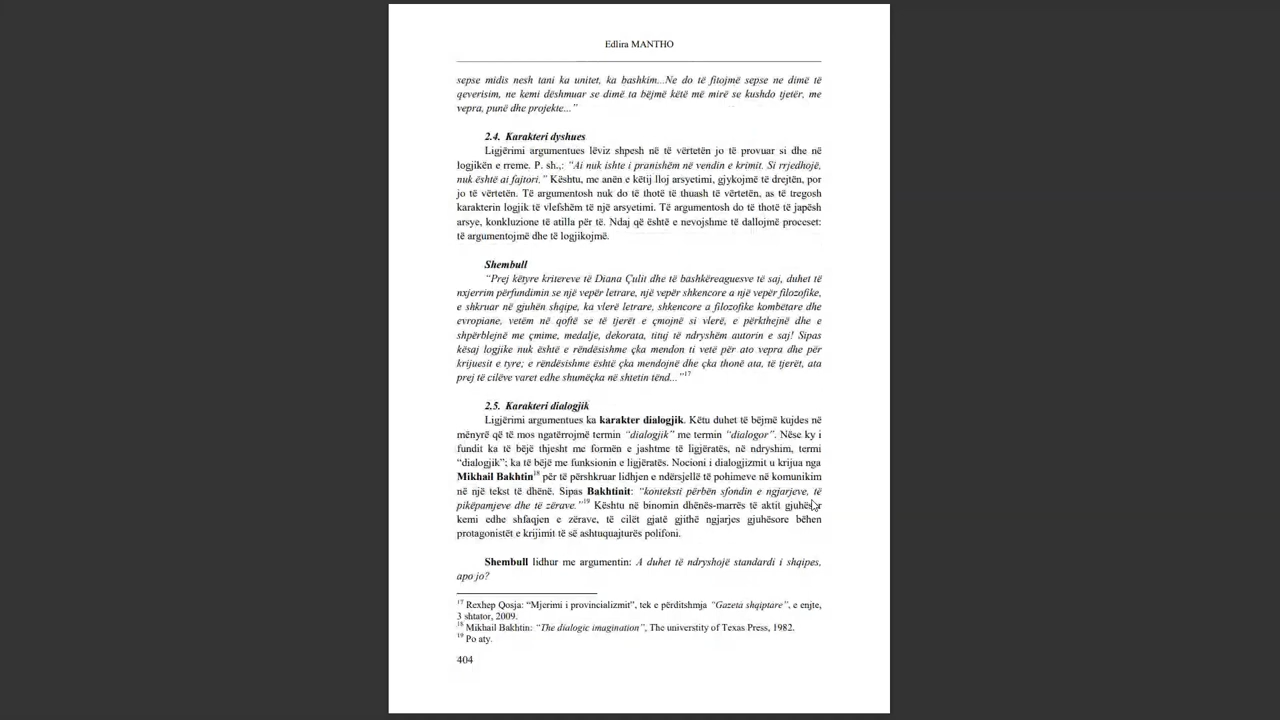 Edlira MANTHO
sepse midis nesh tani ka unitet, ka bashkim...Ne do të fitojmë sepse ne dimë të
qeverisim, ne kemi dëshmuar se dimë ta bëjmë këtë më mirë se kushdo tjetër, me
vepra, punë dhe projekte...”
2.4. Karakteri dyshues
Ligjërimi argumentues lëviz shpesh në të vërtetën jo të provuar si dhe në
logjikën e rreme. P. sh.,: “Ai nuk ishte i pranishëm në vendin e krimit. Si rrjedhojë,
nuk është ai fajtori.” Kështu, me anën e këtij lloj arsyetimi, gjykojmë të drejtën, por
jo të vërtetën. Të argumentosh nuk do të thotë të thuash të vërtetën, as të tregosh
karakterin logjik të vlefshëm të një arsyetimi. Të argumentosh do të thotë të japësh
arsye, konkluzione të atilla për të. Ndaj që është e nevojshme të dallojmë proceset:
të argumentojmë dhe të logjikojmë.
Shembull
“Prej këtyre kritereve të Diana Çulit dhe të bashkëreaguesve të saj, duhet të
nxjerrim përfundimin se një vepër letrare, një vepër shkencore a një vepër filozofike,
e shkruar në gjuhën shqipe, ka vlerë letrare, shkencore a filozofike kombëtare dhe
evropiane, vetëm në qoftë se të tjerët e çmojnë si vlerë, e përkthejnë dhe e
shpërblejnë me çmime, medalje, dekorata, tituj të ndryshëm autorin e saj! Sipas
kësaj logjike nuk është e rëndësishme çka mendon ti vetë për ato vepra dhe për
krijuesit e tyre; e rëndësishme është çka mendojnë dhe çka thonë ata, të tjerët, ata
prej të cilëve varet edhe shumëçka në shtetin tënd...”17
2.5. Karakteri dialogjik
Ligjërimi argumentues ka karakter dialogjik. Këtu duhet të bëjmë kujdes në
mënyrë që të mos ngatërrojmë termin “dialogjik” me termin “dialogor”. Nëse ky i
fundit ka të bëjë thjesht me formën e jashtme të ligjëratës, në ndryshim, termi
“dialogjik”; ka të bëjë me funksionin e ligjëratës. Nocioni i dialogjizmit u krijua nga
Mikhail Bakhtin18 për të përshkruar lidhjen e ndërsjellë të pohimeve në komunikim
në një tekst të dhënë. Sipas Bakhtinit: “konteksti përbën sfondin e ngjarjeve, të
pikëpamjeve dhe të zërave.”19 Kështu në binomin dhënës-marrës të aktit gjuhësor
kemi edhe shfaqjen e zërave, të cilët gjatë gjithë ngjarjes gjuhësore bëhen
protagonistët e krijimit të së ashtuquajturës polifoni.
Shembull lidhur me argumentin: A duhet të ndryshojë standardi i shqipes,
apo jo?
17 Rexhep Qosja: “Mjerimi i provincializmit”, tek e përditshmja “Gazeta shqiptare”, e enjte,
3 shtator, 2009.
18 Mikhail Bakhtin: “The dialogic imagination”, The universtity of Texas Press, 1982.
19 Po aty.
404